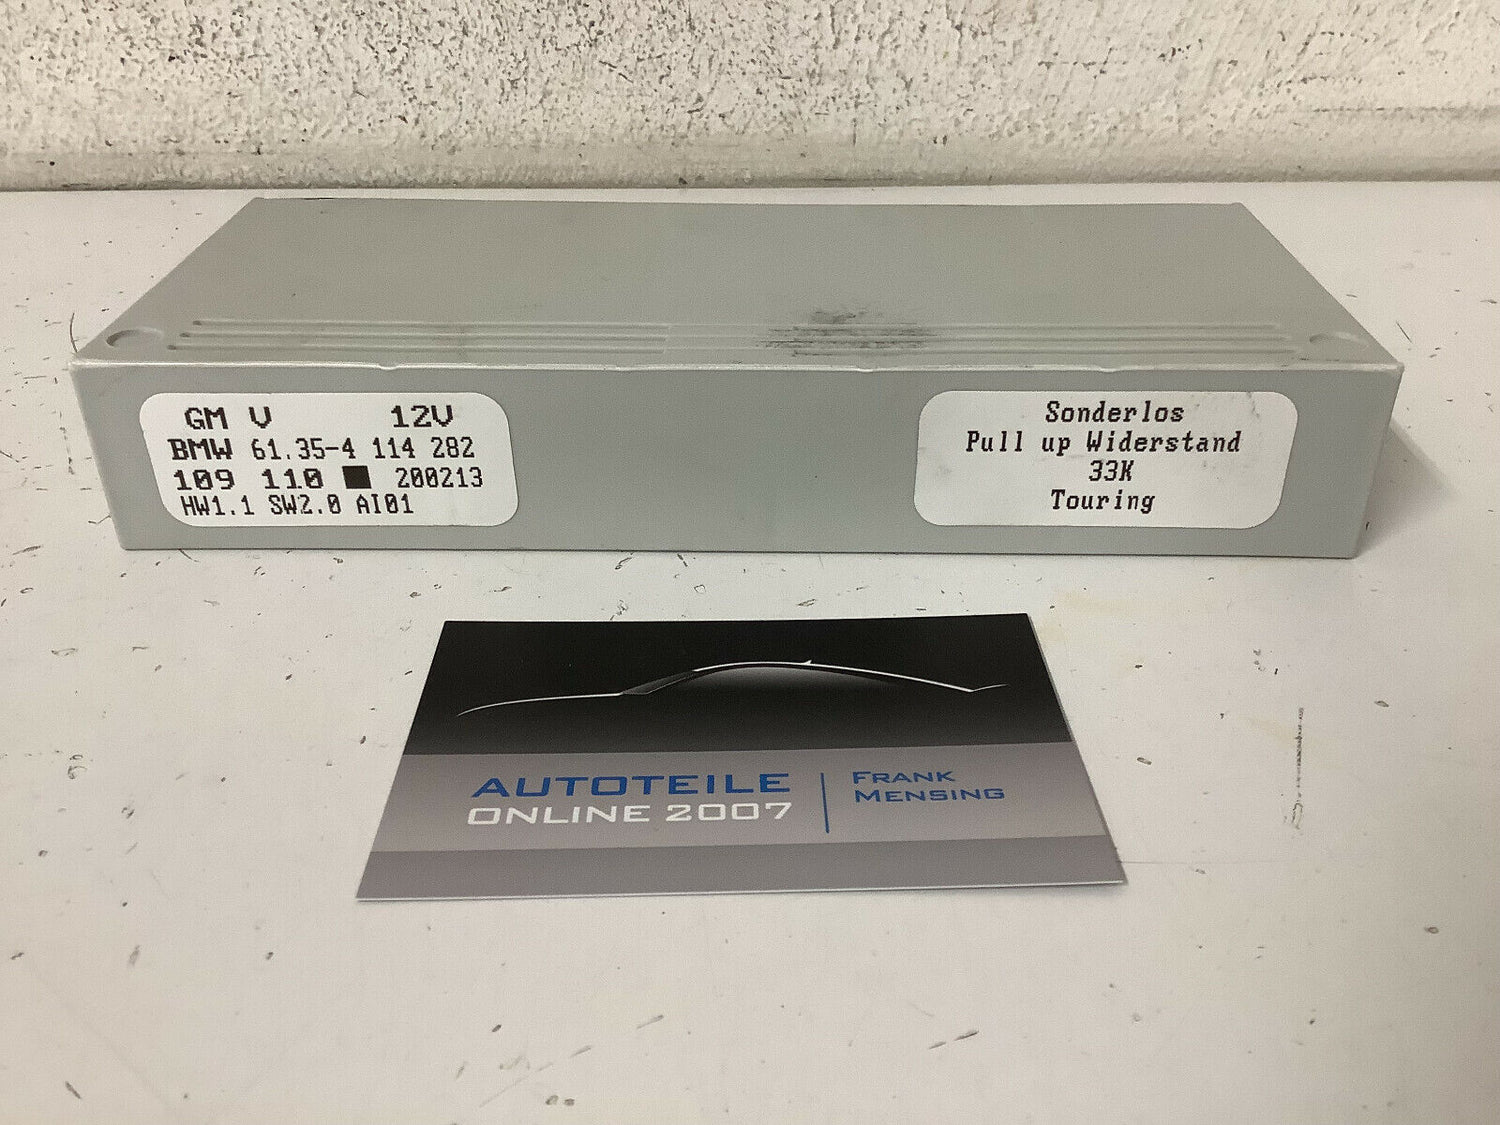 GM V 12V
BMW 61.35-4 114 282
109 110 ■ 200213
HW1.1 SW2.0 AI01
Sonderlos
Pull up Widerstand
33K
Touring
AUTOTEILE
ONLINE 2007
FRANK
MENSING